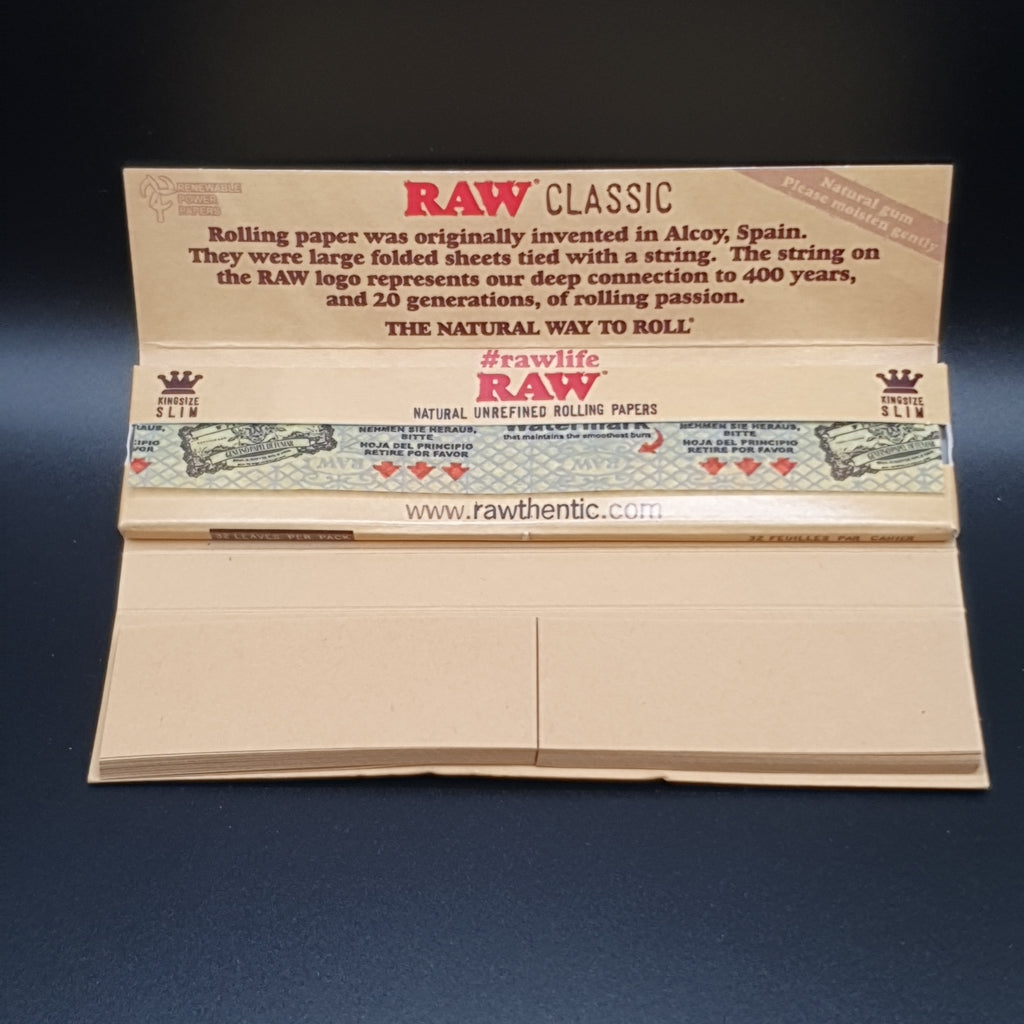 RENEWABLE
POWER
PAPERS
RAW® CLASSIC
Natural gum
Please moisten gently
Rolling paper was originally invented in Alcoy, Spain.
They were large folded sheets tied with a string. The string on
the RAW logo represents our deep connection to 400 years,
and 20 generations, of rolling passion.
THE NATURAL WAY TO ROLL®
#rawlife
RAW®
NATURAL UNREFINED ROLLING PAPERS
KINGSIZE
SLIM
KINGSIZE
SLIM
NEHMEN SIE HERAUS,
BITTE
HOJA DEL PRINCIPIO
RETIRE POR FAVOR
Watermark
that maintains the smoothest burn
NEHMEN SIE HERAUS,
BITTE
HOJA DEL PRINCIPIO
RETIRE POR FAVOR
RAW
RAW
www.rawthentic.com
32 LEAVES PER PACK
32 FEUILLES PAR CAHIER